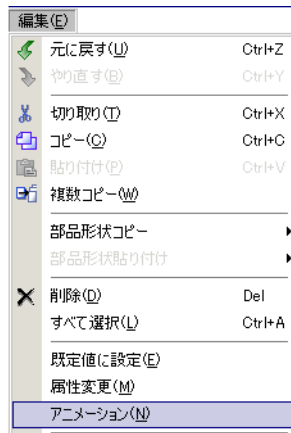 編集(E)
元に戻す(U) Ctrl+Z
やり直す(R) Ctrl+Y
切り取り(T) Ctrl+X
コピー(C) Ctrl+C
貼り付け(P) Ctrl+V
複数コピー(W)
部品形状コピー
部品形状貼り付け
削除(D) Del
すべて選択(L) Ctrl+A
既定値に設定(E)
属性変更(M)
アニメーション(N)